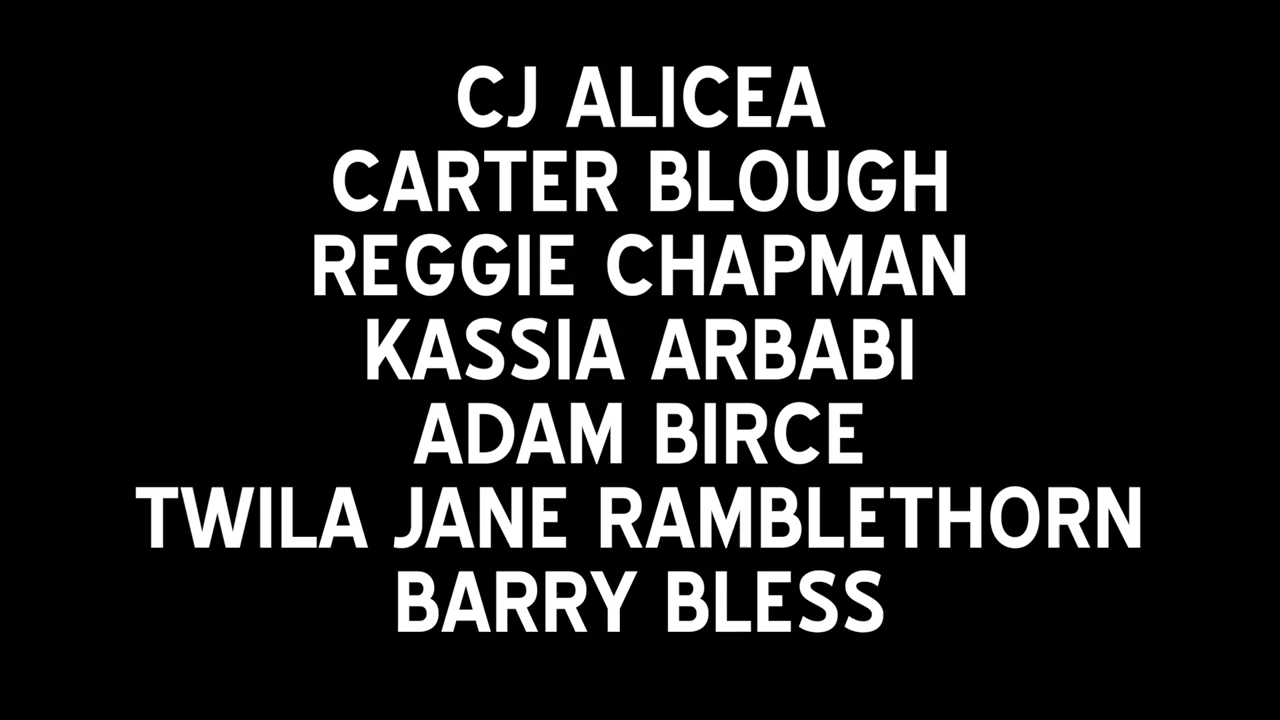 CJ ALICEA
CARTER BLOUGH
REGGIE CHAPMAN
KASSIA ARBABI
ADAM BIRCE
TWILA JANE RAMBLETHORN
BARRY BLESS